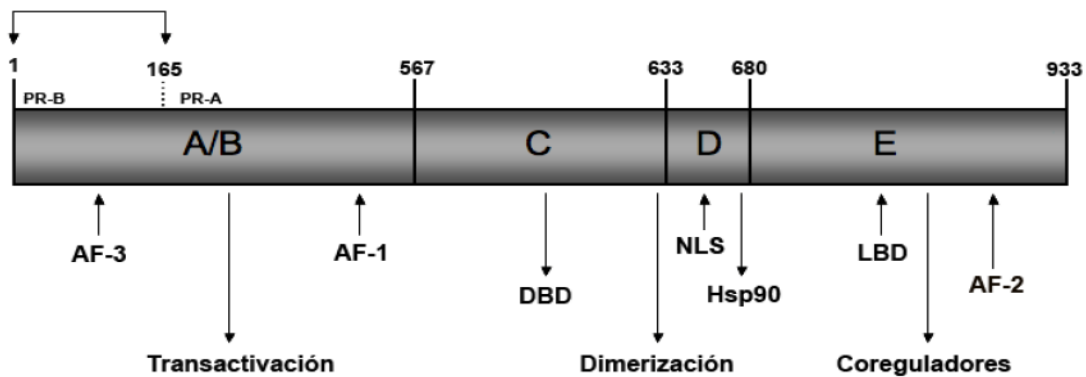 1 165 567 633 680 933
PR-B PR-A
A/B C D E
AF-3 AF-1 NLS LBD
DBD Hsp90 AF-2
Transactivación Dimerización Coreguladores